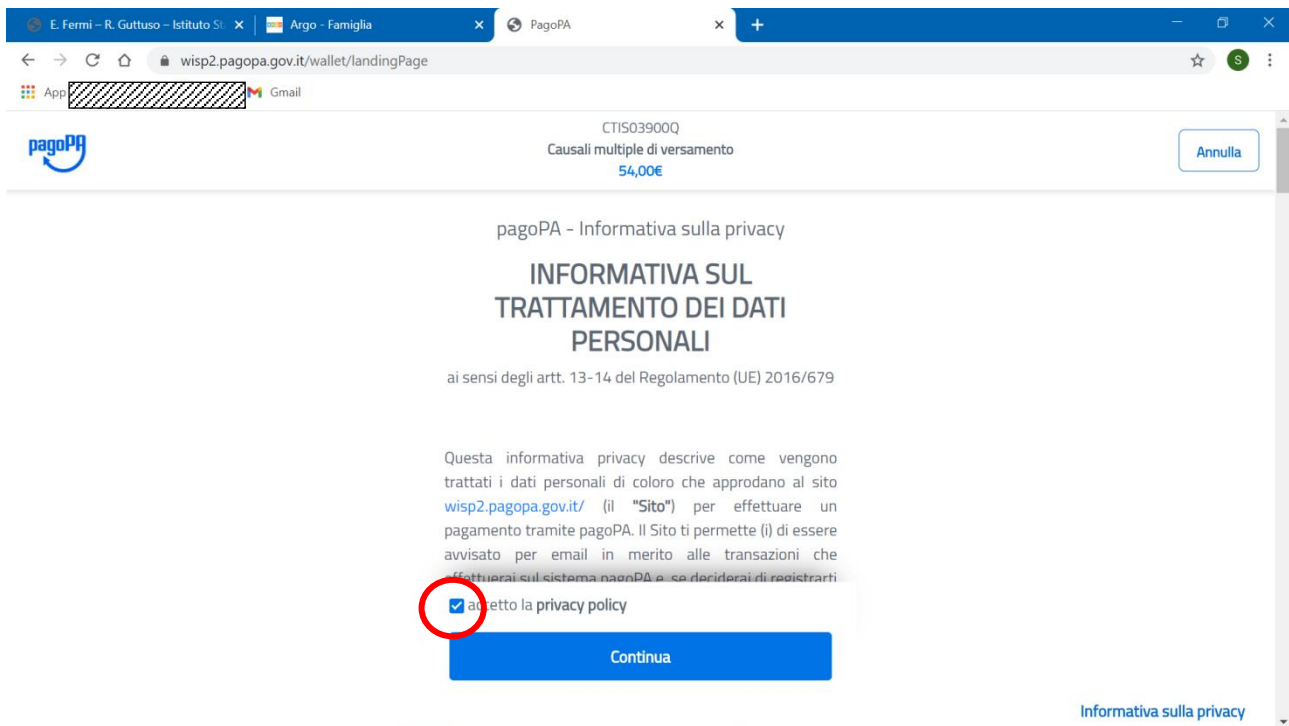 E. Fermi – R. Guttuso – Istituto St
Argo - Famiglia
PagoPA
wisp2.pagopa.gov.it/wallet/landingPage
S
App
Gmail
pagoPA
CTIS03900Q
Causali multiple di versamento
54,00€
Annulla
pagoPA - Informativa sulla privacy
INFORMATIVA SUL
TRATTAMENTO DEI DATI
PERSONALI
ai sensi degli artt. 13-14 del Regolamento (UE) 2016/679
Questa informativa privacy descrive come vengono
trattati i dati personali di coloro che approdano al sito
wisp2.pagopa.gov.it/ (il "Sito") per effettuare un
pagamento tramite pagoPA. Il Sito ti permette (i) di essere
avvisato per email in merito alle transazioni che
effettuerai sul sistema pagoPA e, se deciderai di registrarti
accetto la privacy policy
Continua
Informativa sulla privacy